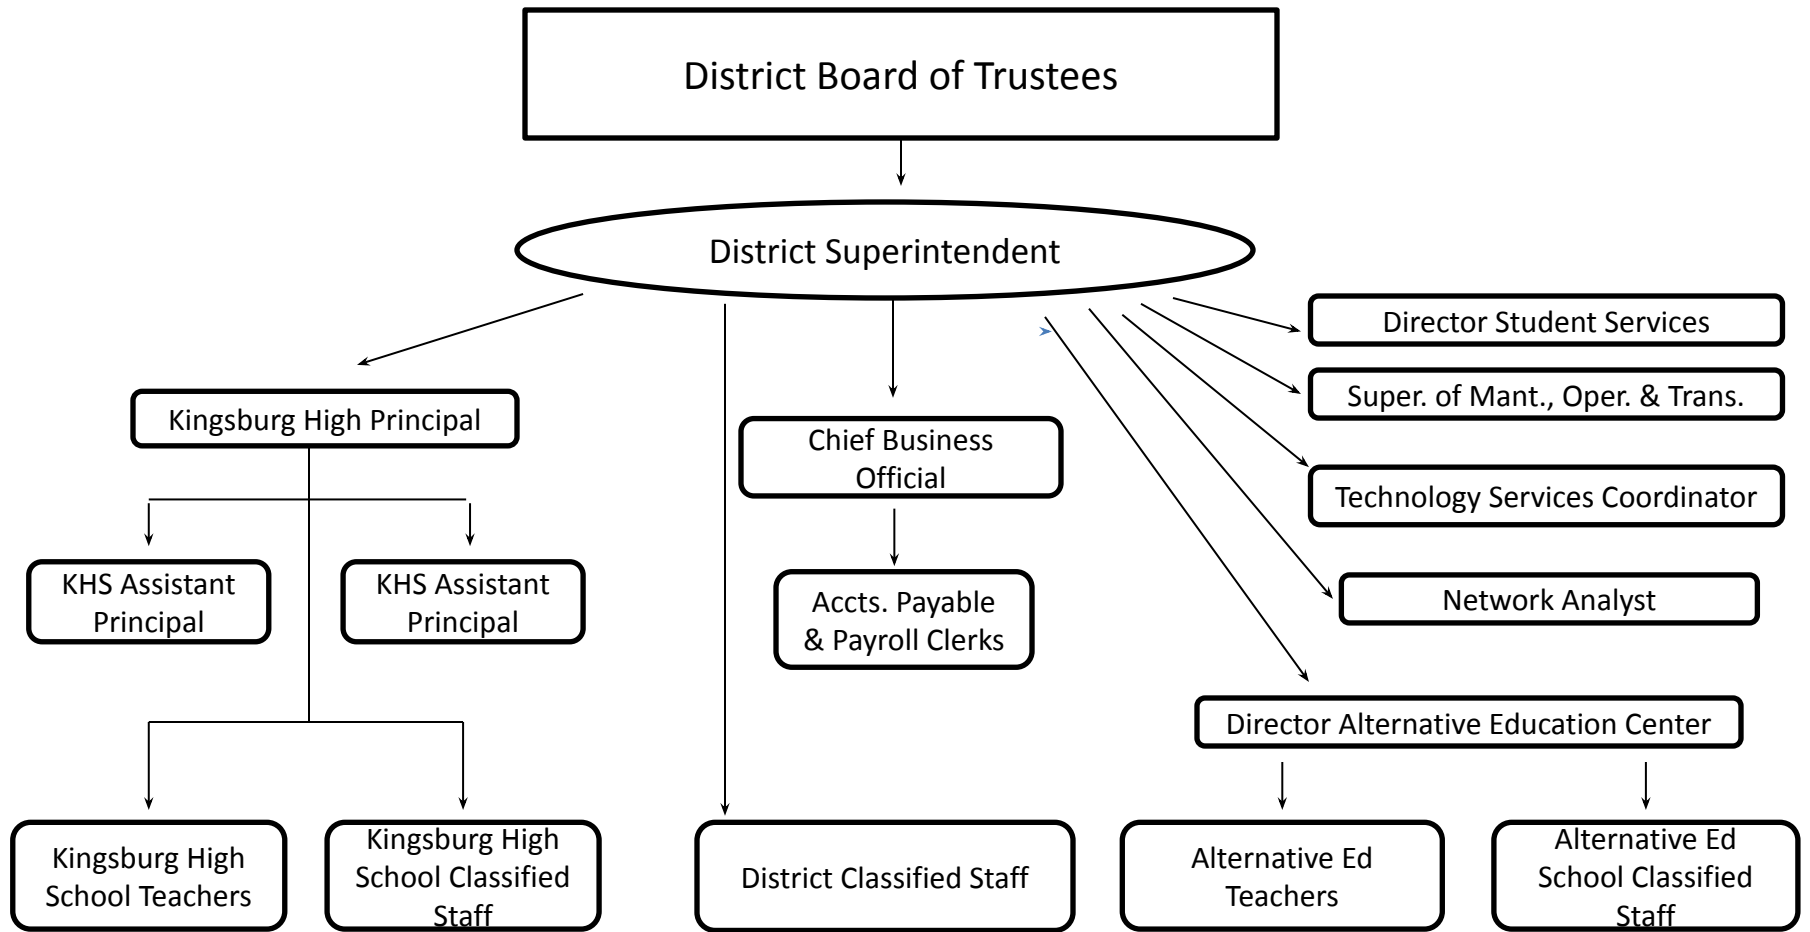 District Board of Trustees
District Superintendent
Director Student Services
Super. of Mant., Oper. & Trans.
Kingsburg High Principal
Chief Business
Official
Technology Services Coordinator
KHS Assistant
Principal
KHS Assistant
Principal
Accts. Payable
& Payroll Clerks
Network Analyst
Director Alternative Education Center
Kingsburg High
School Teachers
Kingsburg High
School Classified
Staff
District Classified Staff
Alternative Ed
Teachers
Alternative Ed
School Classified
Staff